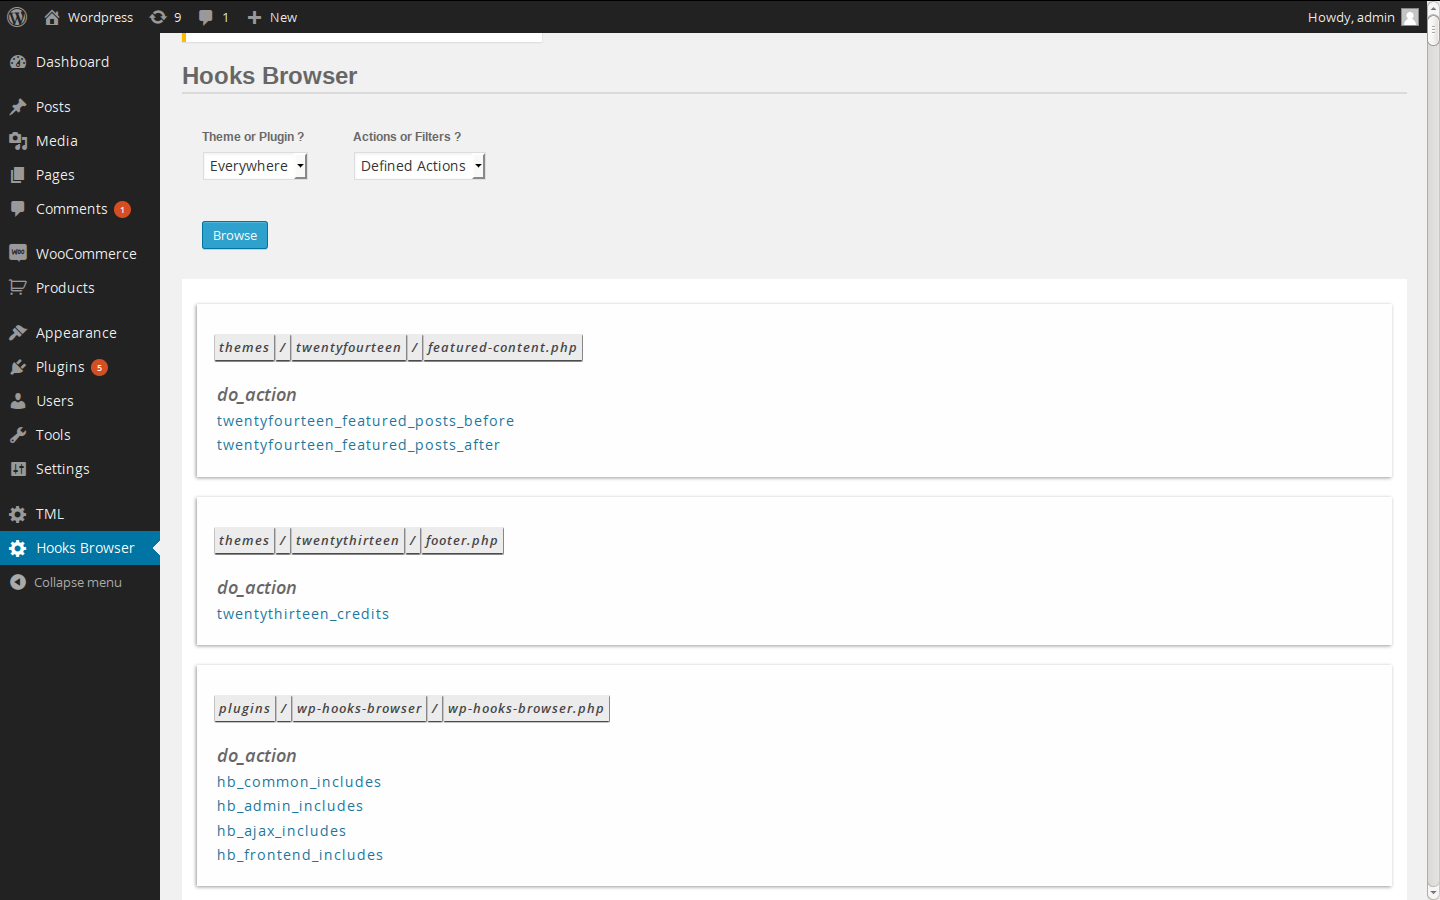 Wordpress 9 1 New Howdy, admin
Dashboard
Posts
Media
Pages
Comments 1
WooCommerce
Products
Appearance
Plugins 5
Users
Tools
Settings
TML
Hooks Browser
Collapse menu
Hooks Browser
Theme or Plugin ? Actions or Filters ?
Everywhere Defined Actions
Browse
themes / twentyfourteen / featured-content.php
do_action
twentyfourteen_featured_posts_before
twentyfourteen_featured_posts_after
themes / twentythirteen / footer.php
do_action
twentythirteen_credits
plugins / wp-hooks-browser / wp-hooks-browser.php
do_action
hb_common_includes
hb_admin_includes
hb_ajax_includes
hb_frontend_includes